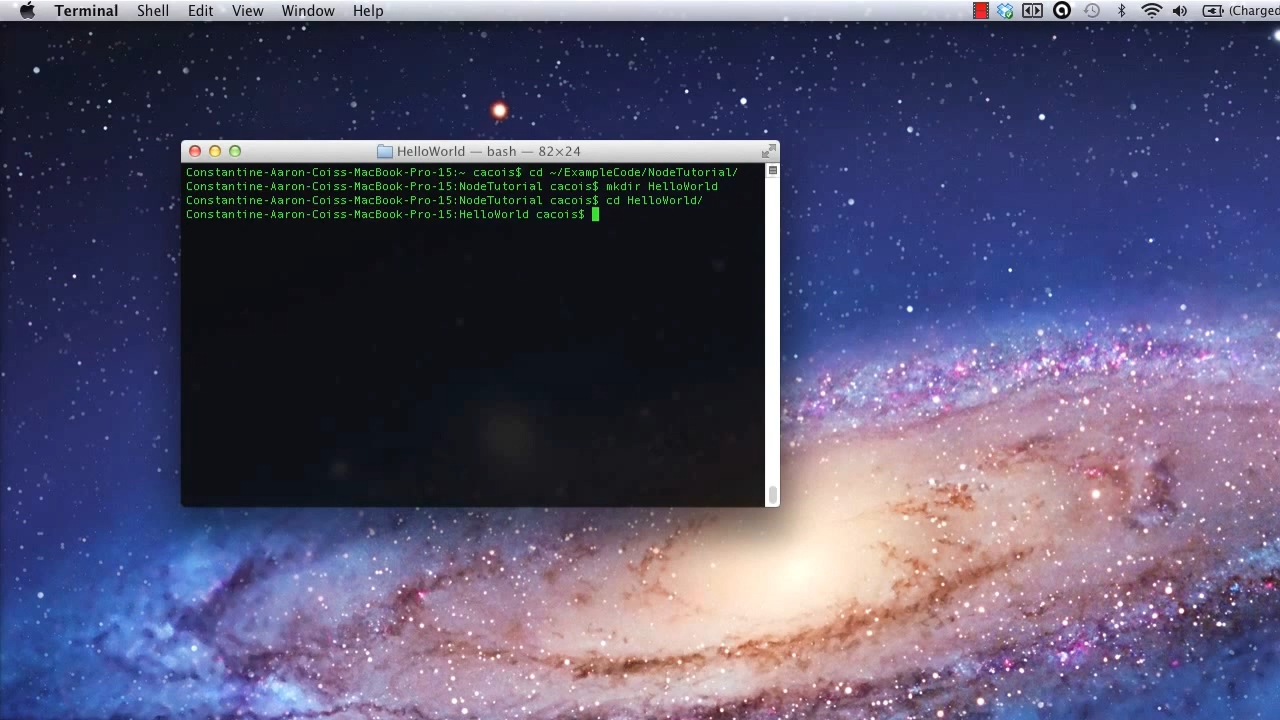 Terminal Shell Edit View Window Help (Charged
HelloWorld — bash — 82×24
Constantine-Aaron-Coiss-MacBook-Pro-15:~ cacois$ cd ~/ExampleCode/NodeTutorial/
Constantine-Aaron-Coiss-MacBook-Pro-15:NodeTutorial cacois$ mkdir HelloWorld
Constantine-Aaron-Coiss-MacBook-Pro-15:NodeTutorial cacois$ cd HelloWorld/
Constantine-Aaron-Coiss-MacBook-Pro-15:HelloWorld cacois$